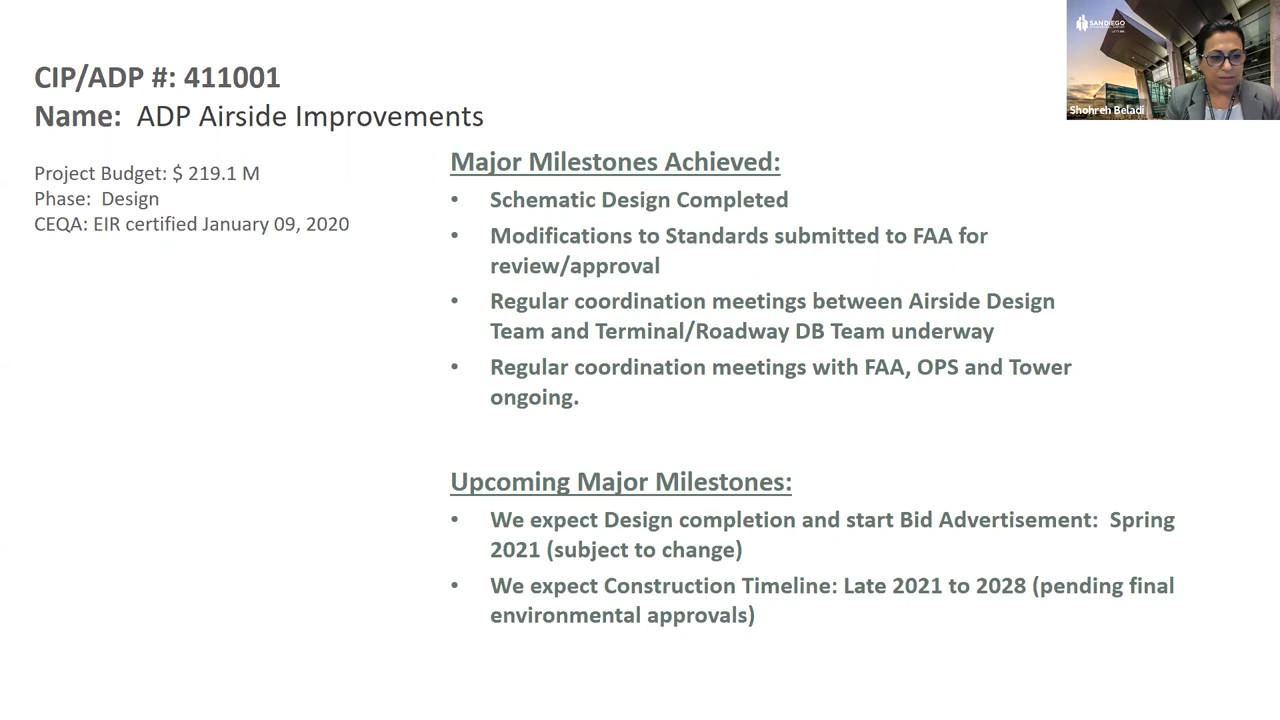 CIP/ADP #: 411001
Name: ADP Airside Improvements
Project Budget: $ 219.1 M
Phase: Design
CEQA: EIR certified January 09, 2020
Major Milestones Achieved:
• Schematic Design Completed
• Modifications to Standards submitted to FAA for
review/approval
• Regular coordination meetings between Airside Design
Team and Terminal/Roadway DB Team underway
• Regular coordination meetings with FAA, OPS and Tower
ongoing.
Upcoming Major Milestones:
• We expect Design completion and start Bid Advertisement: Spring
2021 (subject to change)
• We expect Construction Timeline: Late 2021 to 2028 (pending final
environmental approvals)
SAN DIEGO
Shohreh Beladi